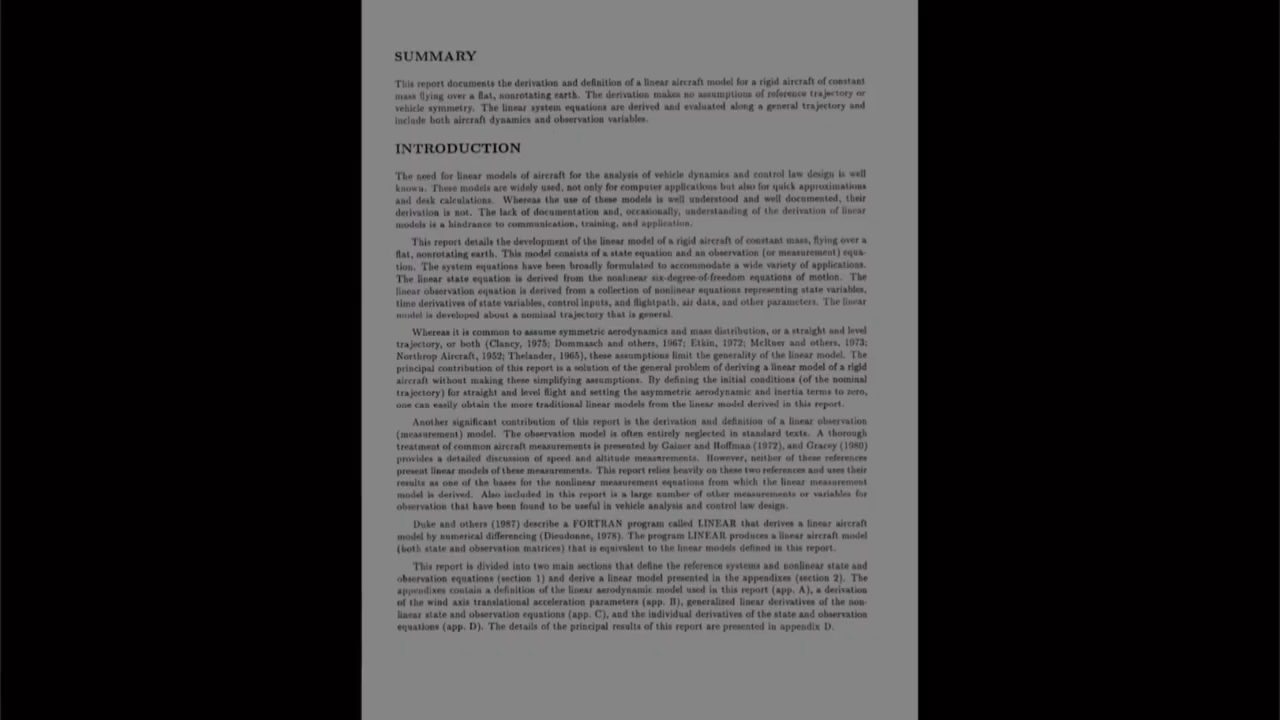 SUMMARY
This report documents the derivation and definition of a linear aircraft model for a rigid aircraft of constant
mass flying over a flat, nonrotating earth. The derivation makes no assumptions of reference trajectory or
vehicle symmetry. The linear system equations are derived and evaluated along a general trajectory and
include both aircraft dynamics and observation variables.
INTRODUCTION
The need for linear models of aircraft for the analysis of vehicle dynamics and control law design is well
known. These models are widely used, not only for computer applications but also for quick approximations
and desk calculations. Whereas the use of these models is well understood and well documented, their
derivation is not. The lack of documentation and, occasionally, understanding of the derivation of linear
models is a hindrance to communication, training, and application.
This report details the development of the linear model of a rigid aircraft of constant mass, flying over a
flat, nonrotating earth. This model consists of a state equation and an observation (or measurement) equa-
tion. The system equations have been broadly formulated to accommodate a wide variety of applications.
The linear state equation is derived from the nonlinear six-degree-of-freedom equations of motion. The
linear observation equation is derived from a collection of nonlinear equations representing state variables,
time derivatives of state variables, control inputs, and flightpath, air data, and other parameters. The linear
model is developed about a nominal trajectory that is general.
Whereas it is common to assume symmetric aerodynamics and mass distribution, or a straight and level
trajectory, or both (Clancy, 1975; Dommasch and others, 1967; Etkin, 1972; McRuer and others, 1973;
Northrop Aircraft, 1952; Thelander, 1965), these assumptions limit the generality of the linear model. The
principal contribution of this report is a solution of the general problem of deriving a linear model of a rigid
aircraft without making these simplifying assumptions. By defining the initial conditions (of the nominal
trajectory) for straight and level flight and setting the asymmetric aerodynamic and inertia terms to zero,
one can easily obtain the more traditional linear models from the linear model derived in this report.
Another significant contribution of this report is the derivation and definition of a linear observation
(measurement) model. The observation model is often entirely neglected in standard texts. A thorough
treatment of common aircraft measurements is presented by Gainer and Hoffman (1972), and Gracey (1980)
provides a detailed discussion of speed and altitude measurements. However, neither of these references
present linear models of these measurements. This report relies heavily on these two references and uses their
results as one of the bases for the nonlinear measurement equations from which the linear measurement
model is derived. Also included in this report is a large number of other measurements or variables for
observation that have been found to be useful in vehicle analysis and control law design.
Duke and others (1987) describe a FORTRAN program called LINEAR that derives a linear aircraft
model by numerical differencing (Dieudonne, 1978). The program LINEAR produces a linear aircraft model
(both state and observation matrices) that is equivalent to the linear models defined in this report.
This report is divided into two main sections that define the reference systems and nonlinear state and
observation equations (section 1) and derive a linear model presented in the appendixes (section 2). The
appendixes contain a definition of the linear aerodynamic model used in this report (app. A), a derivation
of the wind axis translational acceleration parameters (app. B), generalized linear derivatives of the non-
linear state and observation equations (app. C), and the individual derivatives of the state and observation
equations (app. D). The details of the principal results of this report are presented in appendix D.